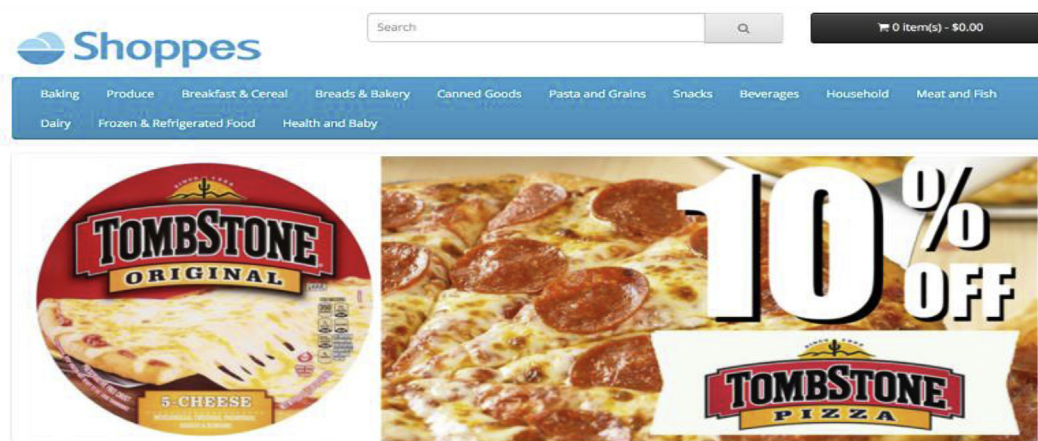 Search
0 item(s) - $0.00
Shoppes
Baking Produce Breakfast & Cereal Breads & Bakery Canned Goods Pasta and Grains Snacks Beverages Household Meat and Fish
Dairy Frozen & Refrigerated Food Health and Baby
SINCE 1962
TOMBSTONE
ORIGINAL
5-CHEESE
10% OFF
TOMBSTONE
PIZZA